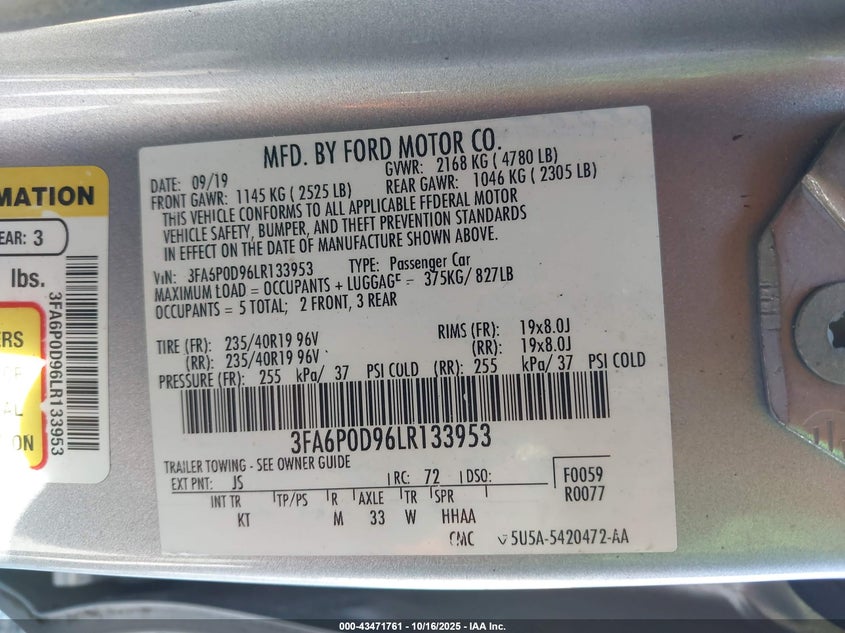 MATION
EAR: 3
lbs.
ERS
AL
ON
3FA6P0D96LR133953
MFD. BY FORD MOTOR CO.
DATE: 09/19 GVWR: 2168 KG ( 4780 LB)
FRONT GAWR: 1145 KG ( 2525 LB) REAR GAWR: 1046 KG ( 2305 LB)
THIS VEHICLE CONFORMS TO ALL APPLICABLE FFDERAL MOTOR
VEHICLE SAFETY, BUMPER, AND THEFT PREVENTION STANDARDS
IN EFFECT ON THE DATE OF MANUFACTURE SHOWN ABOVE.
VIN: 3FA6P0D96LR133953 TYPE: Passenger Car
MAXIMUM LOAD = OCCUPANTS + LUGGAGE = 375KG/ 827LB
OCCUPANTS = 5 TOTAL; 2 FRONT, 3 REAR
TIRE (FR): 235/40R19 96V RIMS (FR): 19x8.0J
(RR): 235/40R19 96V (RR): 19x8.0J
PRESSURE (FR): 255 kPa/ 37 PSI COLD (RR): 255 kPa/ 37 PSI COLD
3FA6P0D96LR133953
TRAILER TOWING - SEE OWNER GUIDE
EXT PNT: JS RC: 72 DSO: F0059
R0077
INT TR TP/PS R AXLE TR SPR
KT M 33 W HHAA
CMC 5U5A-5420472-AA
000-43471761 | 10/16/2025 - IAA Inc.